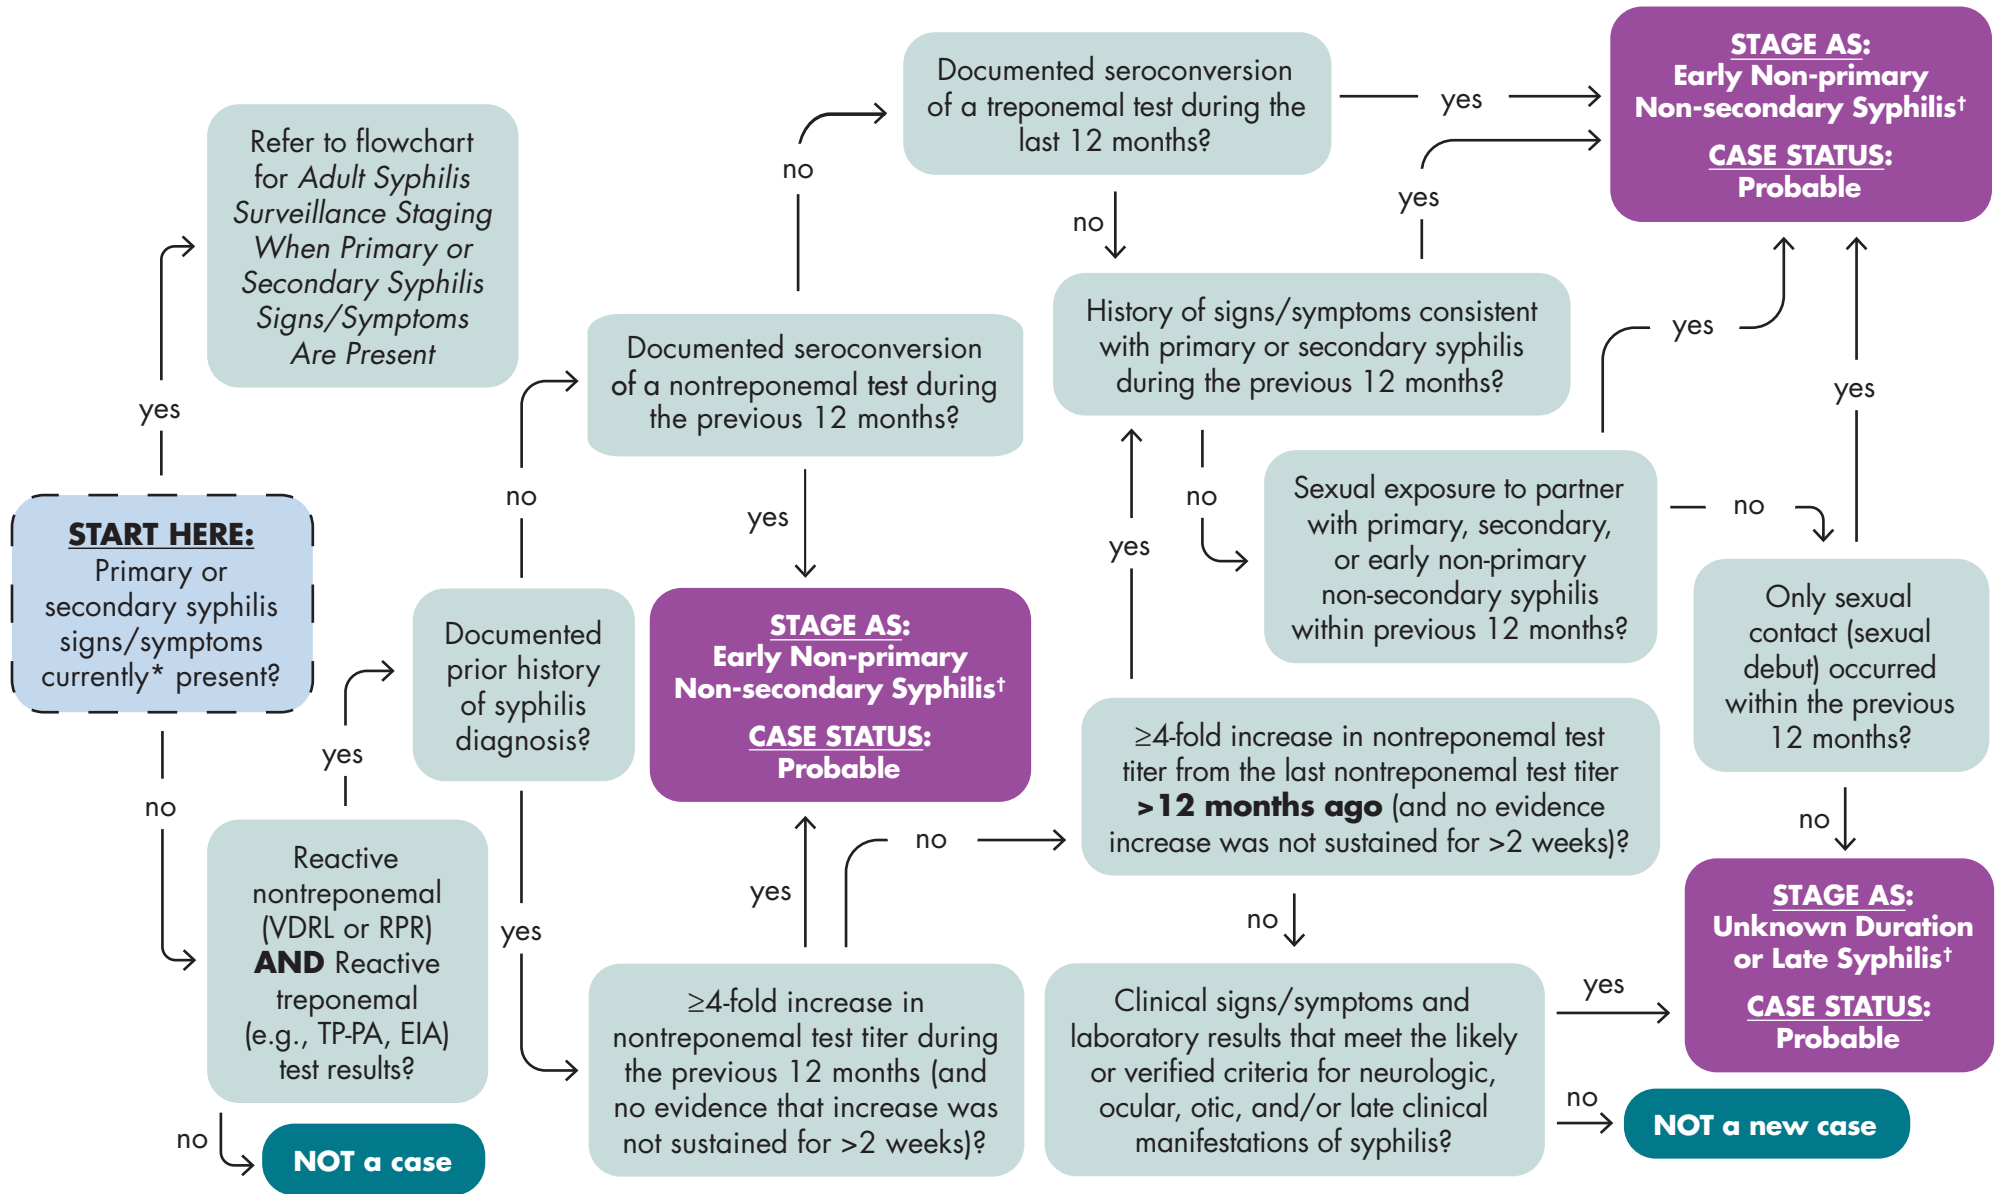 START HERE:
Primary or
secondary syphilis
signs/symptoms
currently* present?
yes
Refer to flowchart
for Adult Syphilis
Surveillance Staging
When Primary or
Secondary Syphilis
Signs/Symptoms
Are Present
no
Reactive
nontreponemal
(VDRL or RPR)
AND Reactive
treponemal
(e.g., TP-PA, EIA)
test results?
no
NOT a case
yes
Documented
prior history
of syphilis
diagnosis?
no
Documented seroconversion
of a nontreponemal test during
the previous 12 months?
yes
STAGE AS:
Early Non-primary
Non-secondary Syphilis†
CASE STATUS:
Probable
yes
≥4-fold increase in
nontreponemal test titer during
the previous 12 months (and
no evidence that increase was
not sustained for >2 weeks)?
yes
no
no
Documented seroconversion
of a treponemal test during the
last 12 months?
yes
STAGE AS:
Early Non-primary
Non-secondary Syphilis†
CASE STATUS:
Probable
no
History of signs/symptoms consistent
with primary or secondary syphilis
during the previous 12 months?
yes
no
Sexual exposure to partner
with primary, secondary,
or early non-primary
non-secondary syphilis
within previous 12 months?
yes
no
Only sexual
contact (sexual
debut) occurred
within the previous
12 months?
yes
no
≥4-fold increase in nontreponemal test
titer from the last nontreponemal test titer
>12 months ago (and no evidence
increase was not sustained for >2 weeks)?
yes
no
Clinical signs/symptoms and
laboratory results that meet the likely
or verified criteria for neurologic,
ocular, otic, and/or late clinical
manifestations of syphilis?
yes
STAGE AS:
Unknown Duration
or Late Syphilis†
CASE STATUS:
Probable
no
NOT a new case